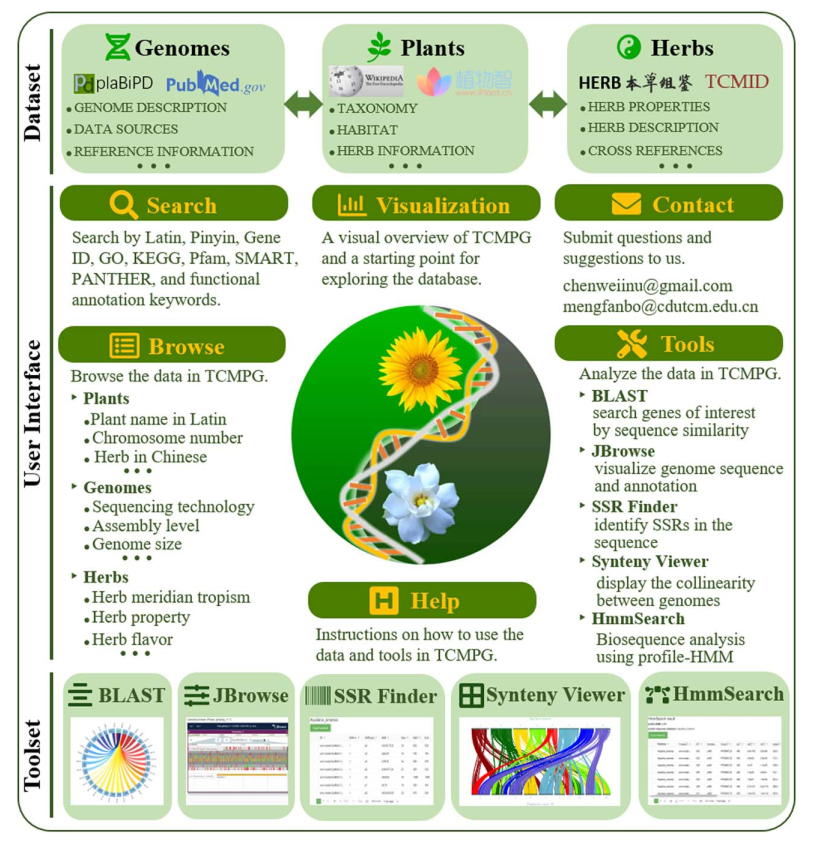 Dataset
Genomes
plaBiPD PubMed.gov
GENOME DESCRIPTION
DATA SOURCES
REFERENCE INFORMATION
Plants
WIKIPEDIA
The Free Encyclopedia
植物智
www.iPlant.cn
TAXONOMY
HABITAT
HERB INFORMATION
Herbs
HERB 本草组鉴 TCMID
HERB PROPERTIES
HERB DESCRIPTION
CROSS REFERENCES
User Interface
Search
Search by Latin, Pinyin, Gene
ID, GO, KEGG, Pfam, SMART,
PANTHER, and functional
annotation keywords.
Visualization
A visual overview of TCMPG
and a starting point for
exploring the database.
Contact
Submit questions and
suggestions to us.
chenweiinu@gmail.com
mengfanbo@cdutcm.edu.cn
Browse
Browse the data in TCMPG.
Plants
Plant name in Latin
Chromosome number
Herb in Chinese
Genomes
Sequencing technology
Assembly level
Genome size
Herbs
Herb meridian tropism
Herb property
Herb flavor
H Help
Instructions on how to use the
data and tools in TCMPG.
Tools
Analyze the data in TCMPG.
BLAST
search genes of interest
by sequence similarity
JBrowse
visualize genome sequence
and annotation
SSR Finder
identify SSRs in the
sequence
Synteny Viewer
display the collinearity
between genomes
HmmSearch
Biosequence analysis
using profile-HMM
Toolset
BLAST
JBrowse
SSR Finder
Synteny Viewer
HmmSearch